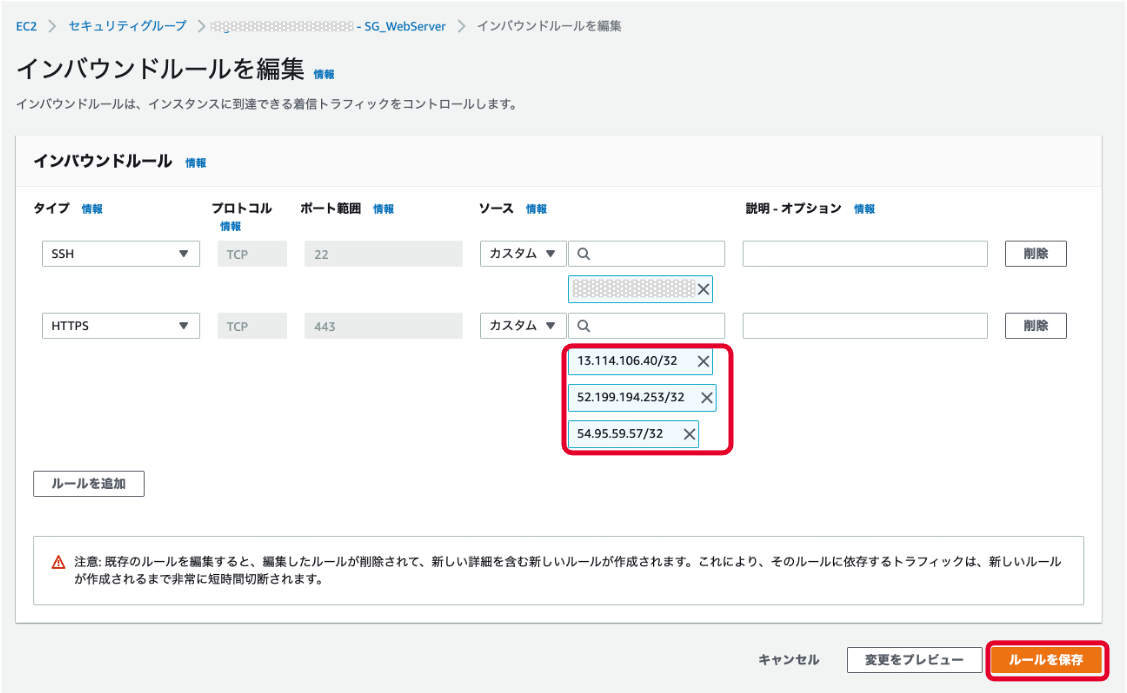 EC2 > セキュリティグループ > - SG_WebServer > インバウンドルールを編集
インバウンドルールを編集 情報
インバウンドルールは、インスタンスに到達できる着信トラフィックをコントロールします。
インバウンドルール 情報
タイプ 情報 プロトコル 情報 ポート範囲 情報 ソース 情報 説明 - オプション 情報
SSH TCP 22 カスタム 削除
HTTPS TCP 443 カスタム 削除
13.114.106.40/32
52.199.194.253/32
54.95.59.57/32
ルールを追加
注意: 既存のルールを編集すると、編集したルールが削除されて、新しい詳細を含む新しいルールが作成されます。これにより、そのルールに依存するトラフィックは、新しいルール
が作成されるまで非常に短時間切断されます。
キャンセル 変更をプレビュー ルールを保存